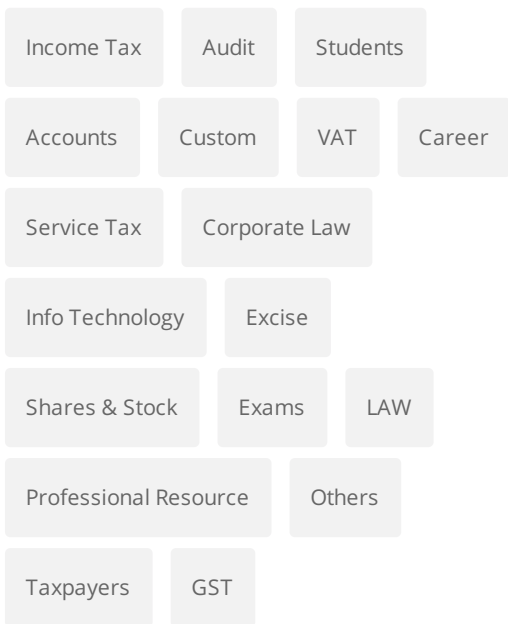 Income Tax Audit Students
Accounts Custom VAT Career
Service Tax Corporate Law
Info Technology Excise
Shares & Stock Exams LAW
Professional Resource Others
Taxpayers GST